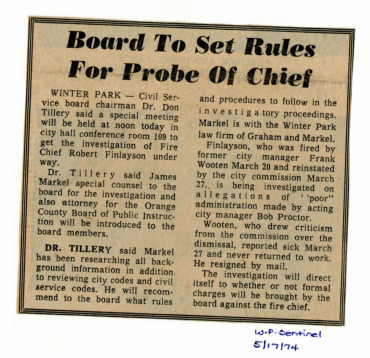 Board To Set Rules
For Probe Of Chief
WINTER PARK — Civil Ser-
vice board chairman Dr. Don
Tillery said a special meeting
will be held at noon today in
city hall conference room 109 to
get the investigation of Fire
Chief Robert Finlayson under
way.
Dr. Tillery said James
Markel special counsel to the
board for the investigation and
also attorney for the Orange
County Board of Public Instruc-
tion will be introduced to the
board members.
DR. TILLERY said Markel
has been researching all back-
ground information in addition
to reviewing city codes and civil
service codes. He will recom-
mend to the board what rules
and procedures to follow in the
investigatory proceedings.
Markel is with the Winter Park
law firm of Graham and Markel.
Finlayson, who was fired by
former city manager Frank
Wooten March 20 and reinstated
by the city commission March
27, is being investigated on
allegations of "poor"
administration made by acting
city manager Bob Proctor.
Wooten, who drew criticism
from the commission over the
dismissal, reported sick March
27 and never returned to work.
He resigned by mail.
The investigation will direct
itself to whether or not formal
charges will be brought by the
board against the fire chief.
W.P. Sentinel
5/17/74